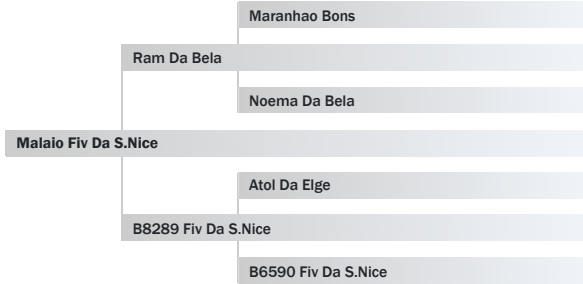 Maranhao Bons
Ram Da Bela
Noema Da Bela
Malaio Fiv Da S.Nice
Atol Da Elge
B8289 Fiv Da S.Nice
B6590 Fiv Da S.Nice